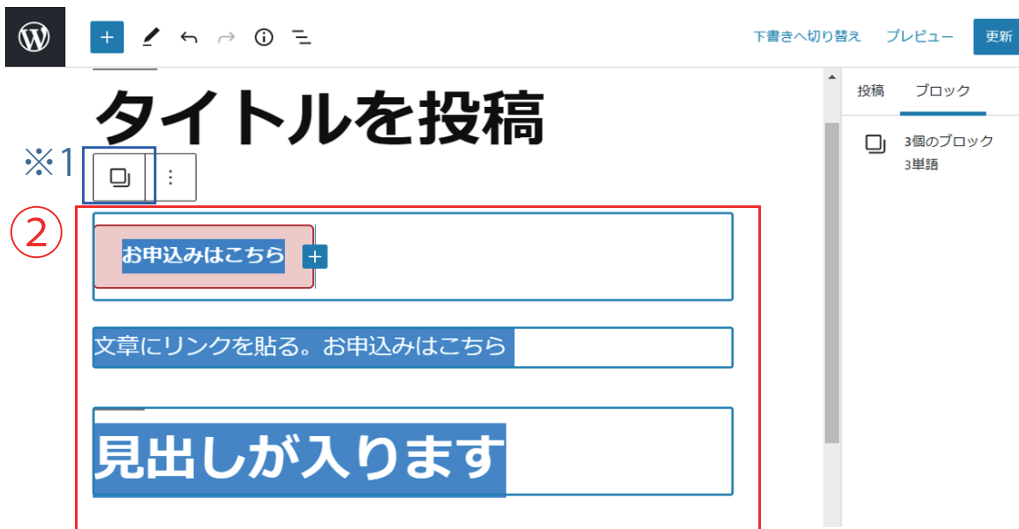 下書きへ切り替え プレビュー 更新
タイトルを投稿
投稿 ブロック
3個のブロック
3単語
※1
②
お申込みはこちら
文章にリンクを貼る。お申込みはこちら
見出しが入ります